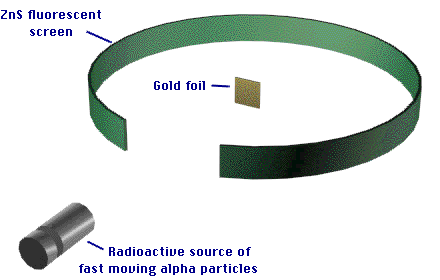 ZnS fluorescent
screen
Gold foil
Radioactive source of
fast moving alpha particles